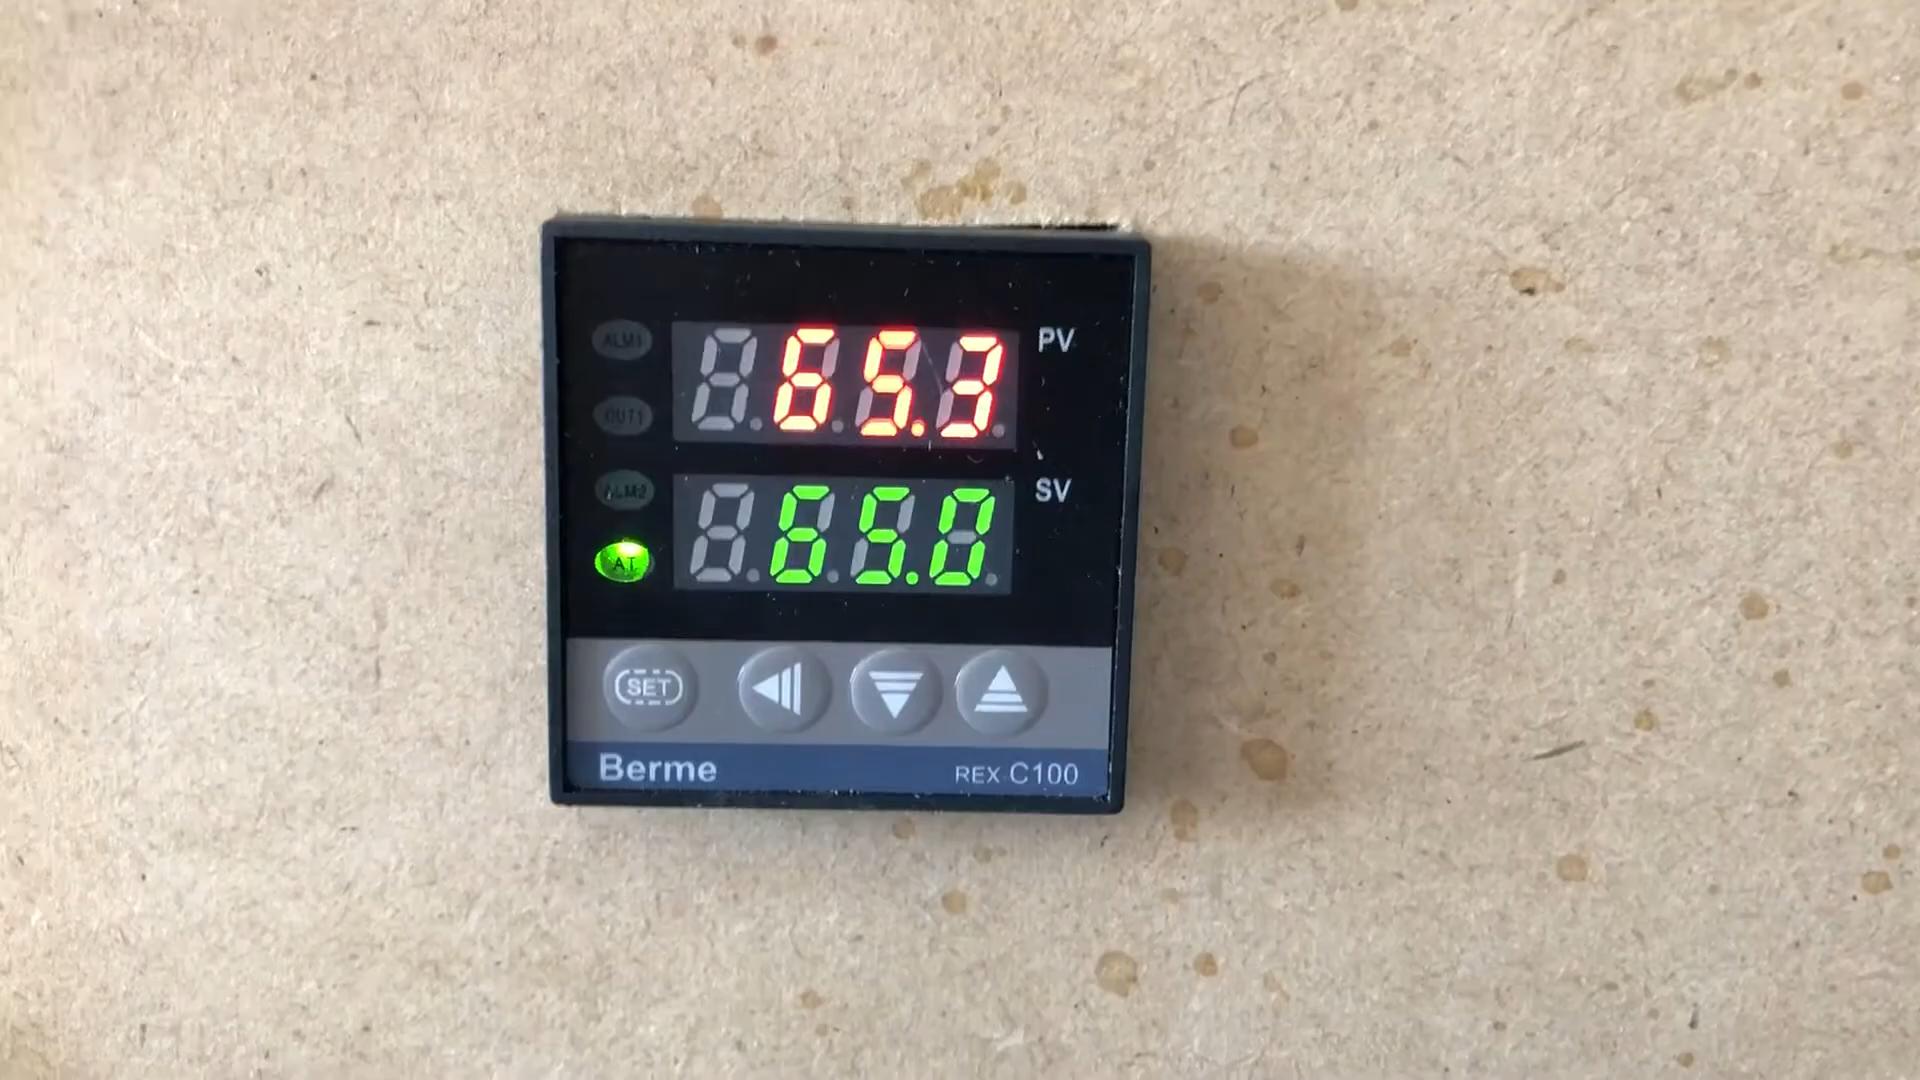 ALM1
65.3 PV
OUT1
ALM2
65.0 SV
AT
SET
Berme
REX C100